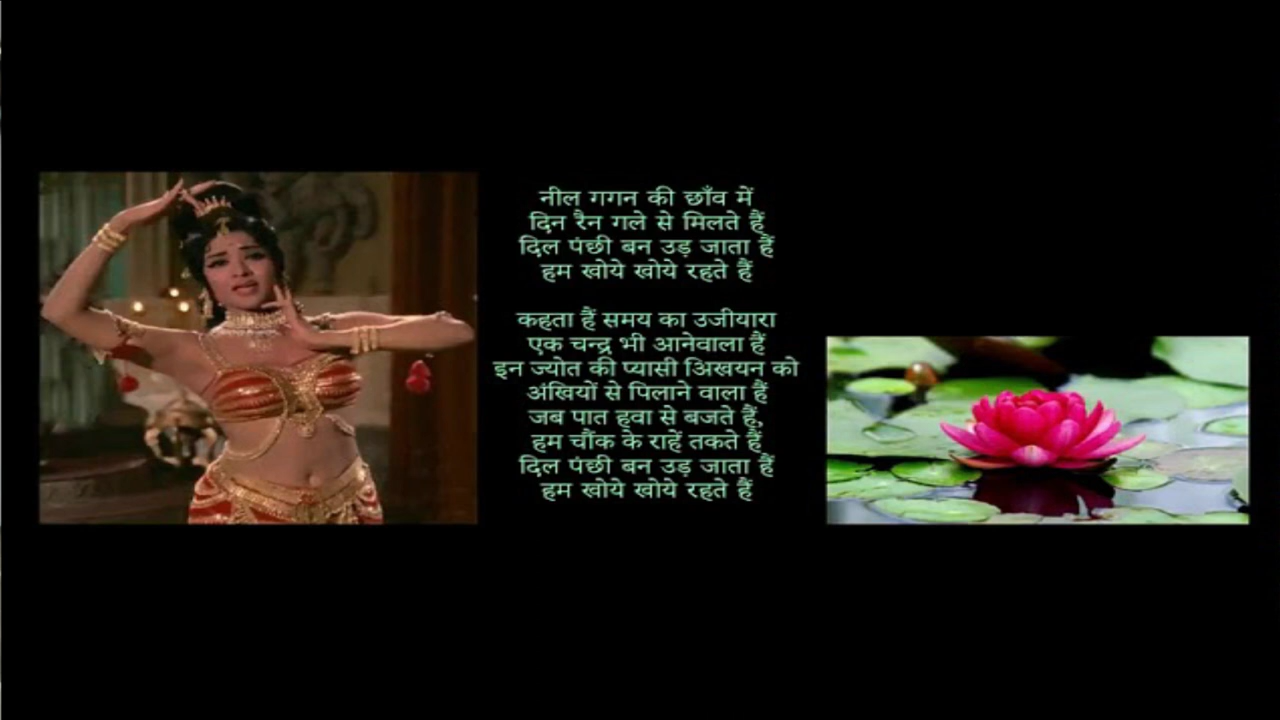 नील गगन की छाँव में
दिन रैन गले से मिलते हैं
दिल पंछी बन उड़ जाता हैं
हम खोये खोये रहते हैं
कहता हैं समय का उजीयारा
एक चन्द्र भी आनेवाला हैं
इन ज्योत की प्यासी अखियन को
अंखियों से पिलाने वाला हैं
जब पात हवा से बजते हैं,
हम चौंक के राहें तकते हैं
दिल पंछी बन उड़ जाता हैं
हम खोये खोये रहते हैं